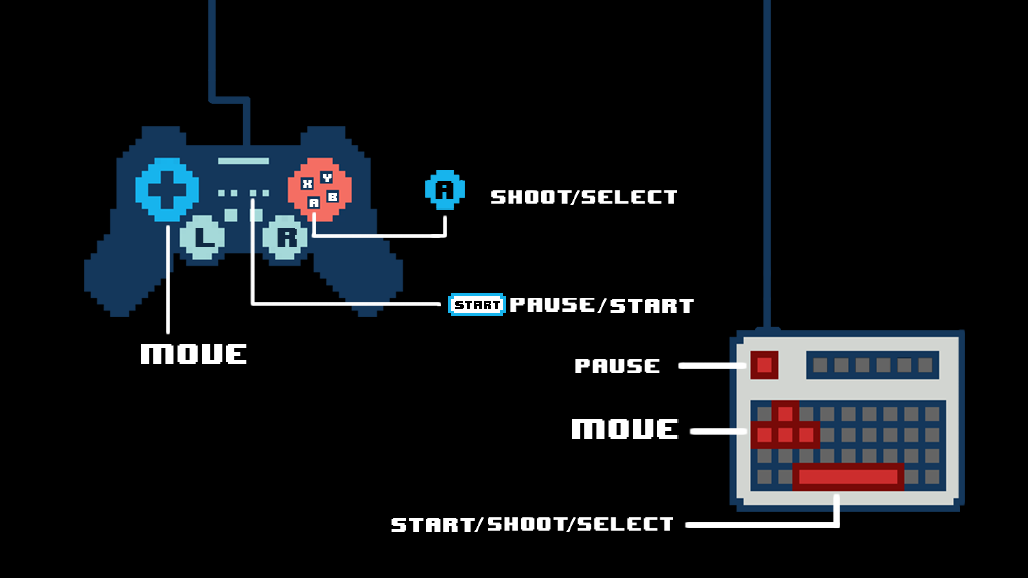 Y
X
B
A
A
SHOOT/SELECT
L
R
START
PAUSE/START
MOVE
PAUSE
MOVE
START/SHOOT/SELECT